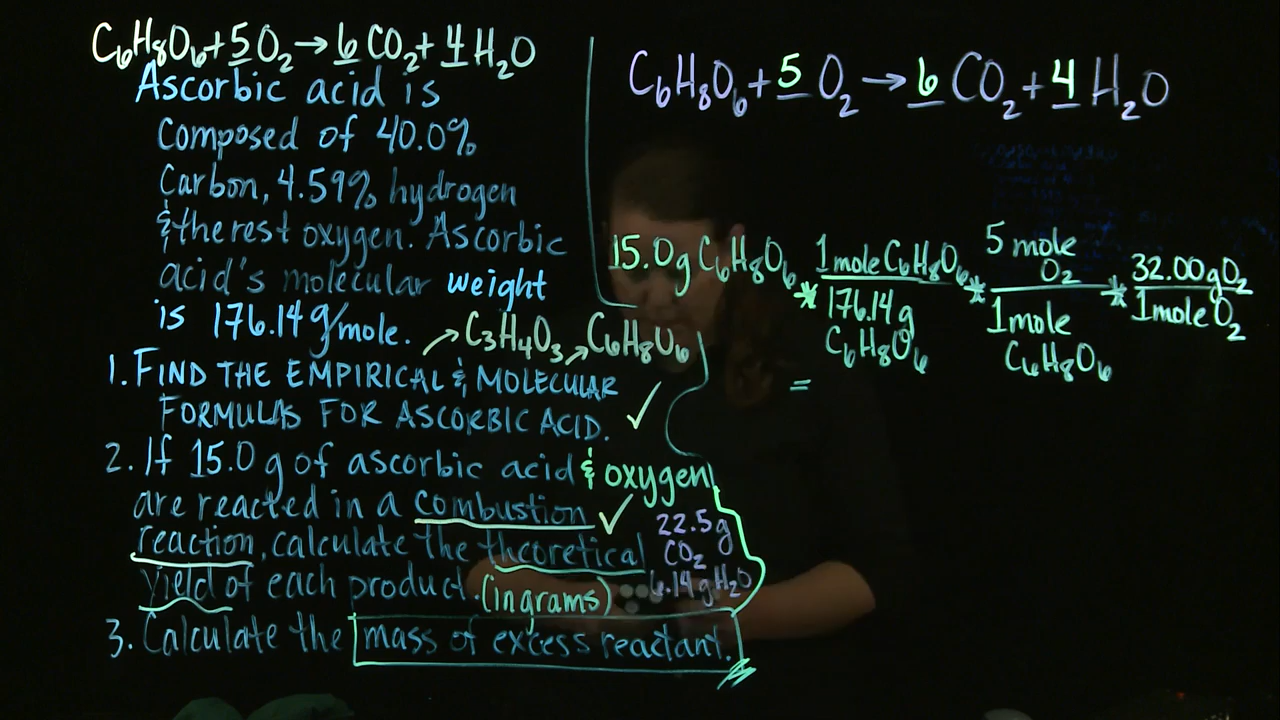 C₆H₈O₆ + 5 O₂ → 6 CO₂ + 4 H₂O
Ascorbic acid is
Composed of 40.0%
Carbon, 4.59% hydrogen
& the rest oxygen. Ascorbic
acid's molecular weight
is 176.14 g/mole.
→ C₃H₄O₃ → C₆H₈O₆
1. FIND THE EMPIRICAL & MOLECULAR
FORMULAS FOR ASCORBIC ACID. ✓
2. If 15.0 g of ascorbic acid & oxygen
are reacted in a combustion ✓
reaction, calculate the theoretical
yield of each product. (in grams)
22.5g
CO₂
6.14 g H₂O
3. Calculate the mass of excess reactant.
C₆H₈O₆ + 5 O₂ → 6 CO₂ + 4 H₂O
15.0g C₆H₈O₆ * 1 mole C₆H₈O₆ / 176.14 g C₆H₈O₆ * 5 mole O₂ / 1 mole C₆H₈O₆ * 32.00 g O₂ / 1 mole O₂
=